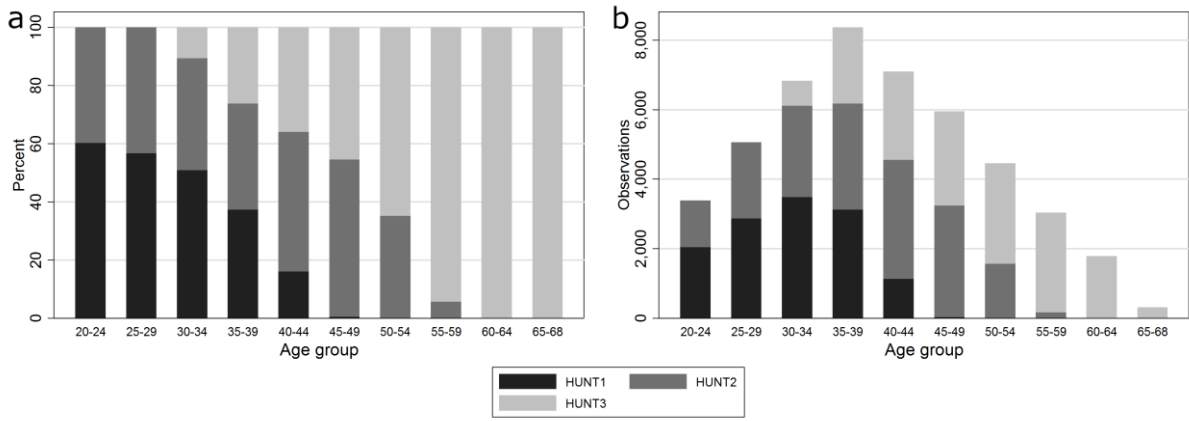 a
Percent
100
80
60
40
20
0
20-24 25-29 30-34 35-39 40-44 45-49 50-54 55-59 60-64 65-68
Age group
b
Observations
8,000
6,000
4,000
2,000
0
20-24 25-29 30-34 35-39 40-44 45-49 50-54 55-59 60-64 65-68
Age group
HUNT1 HUNT2
HUNT3